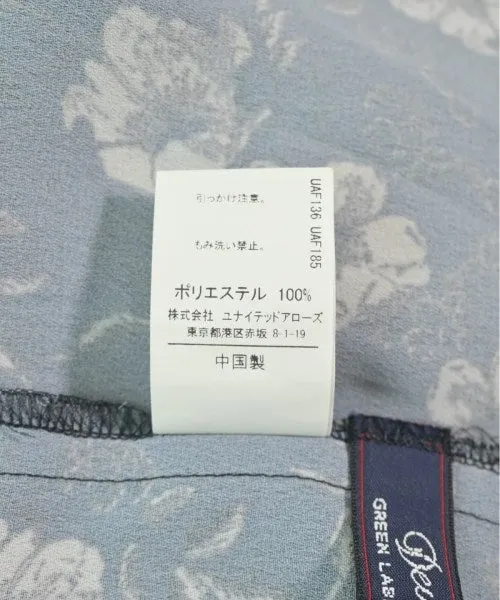 引っかけ注意。
もみ洗い禁止。
UAF136 UAF185
ポリエステル 100%
株式会社 ユナイテッドアローズ
東京都港区赤坂 8-1-19
中国製
GREEN LAB